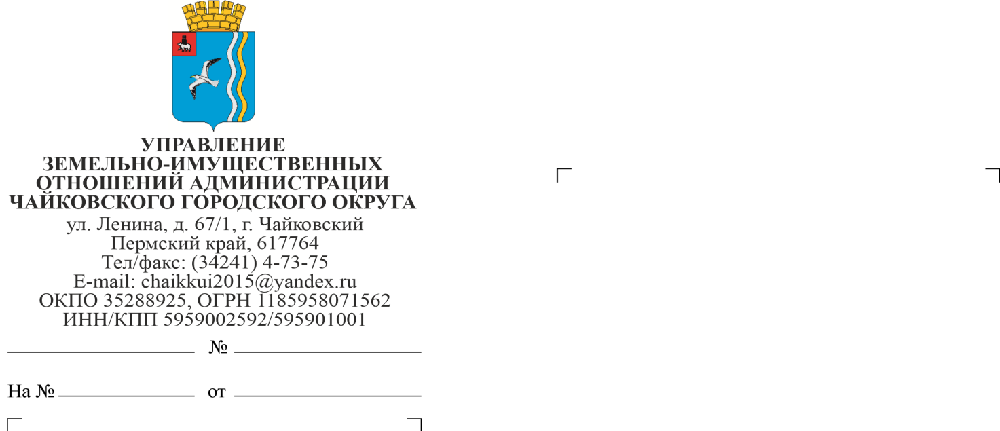 УПРАВЛЕНИЕ
ЗЕМЕЛЬНО-ИМУЩЕСТВЕННЫХ
ОТНОШЕНИЙ АДМИНИСТРАЦИИ
ЧАЙКОВСКОГО ГОРОДСКОГО ОКРУГА
ул. Ленина, д. 67/1, г. Чайковский
Пермский край, 617764
Тел/факс: (34241) 4-73-75
E-mail: chaikkui2015@yandex.ru
ОКПО 35288925, ОГРН 1185958071562
ИНН/КПП 5959002592/595901001
№
На № от